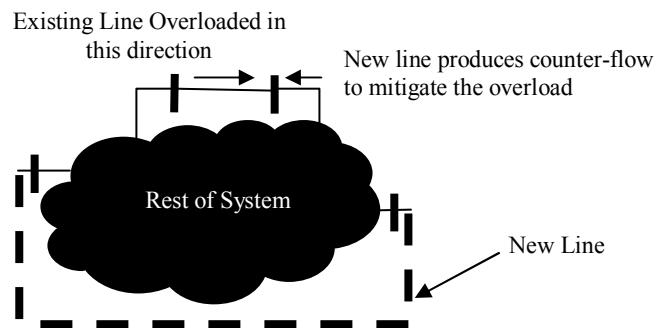 Existing Line Overloaded in
this direction
New line produces counter-flow
to mitigate the overload
Rest of System
New Line